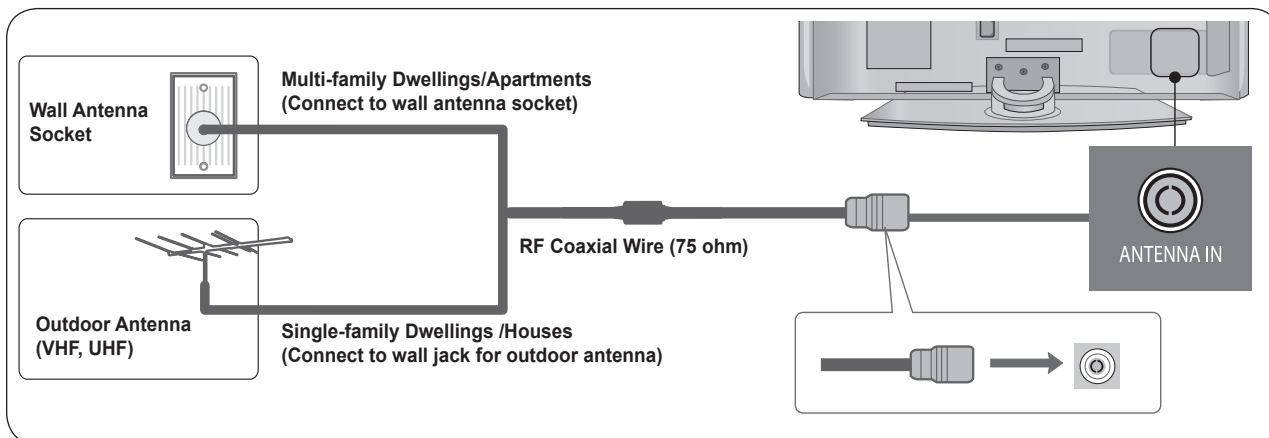 Wall Antenna
Socket
Multi-family Dwellings/Apartments
(Connect to wall antenna socket)
RF Coaxial Wire (75 ohm)
ANTENNA IN
Outdoor Antenna
(VHF, UHF)
Single-family Dwellings /Houses
(Connect to wall jack for outdoor antenna)